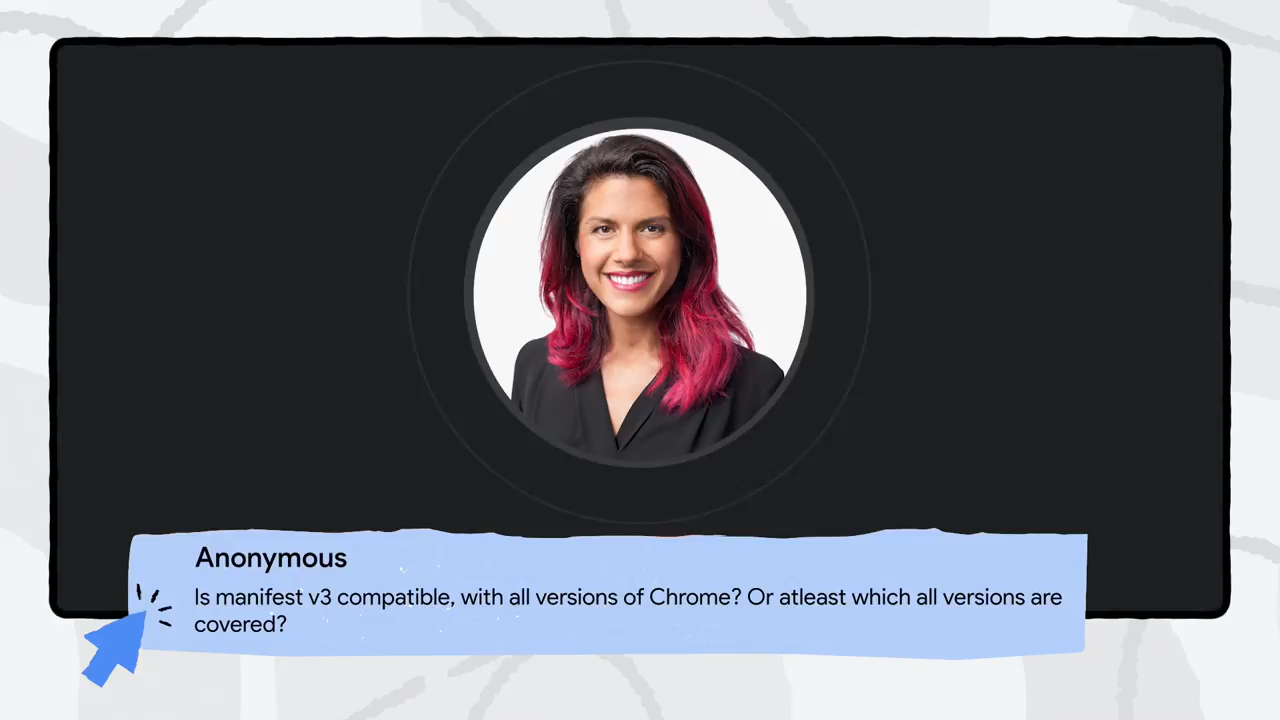 Anonymous
Is manifest v3 compatible, with all versions of Chrome? Or atleast which all versions are
covered?